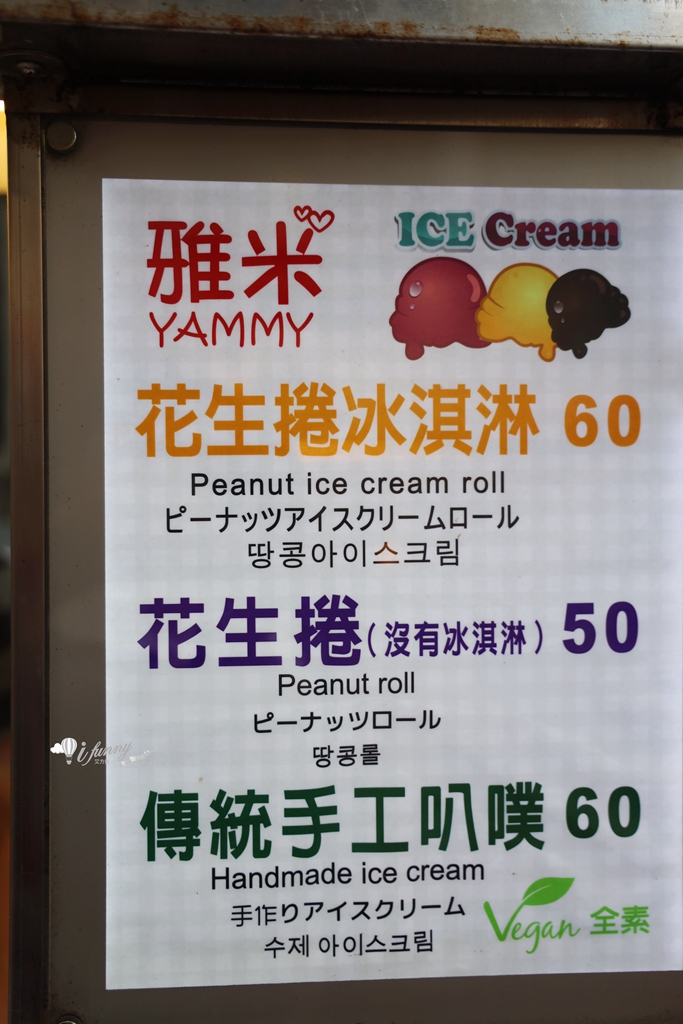 雅米
YAMMY
ICE Cream
花生捲冰淇淋 60
Peanut ice cream roll
ピーナッツアイスクリームロール
땅콩아이스크림
花生捲(沒有冰淇淋) 50
Peanut roll
ピーナッツロール
땅콩롤
傳統手工叭噗 60
Handmade ice cream
手作りアイスクリーム
수제 아이스크림
Vegan 全素
i funny